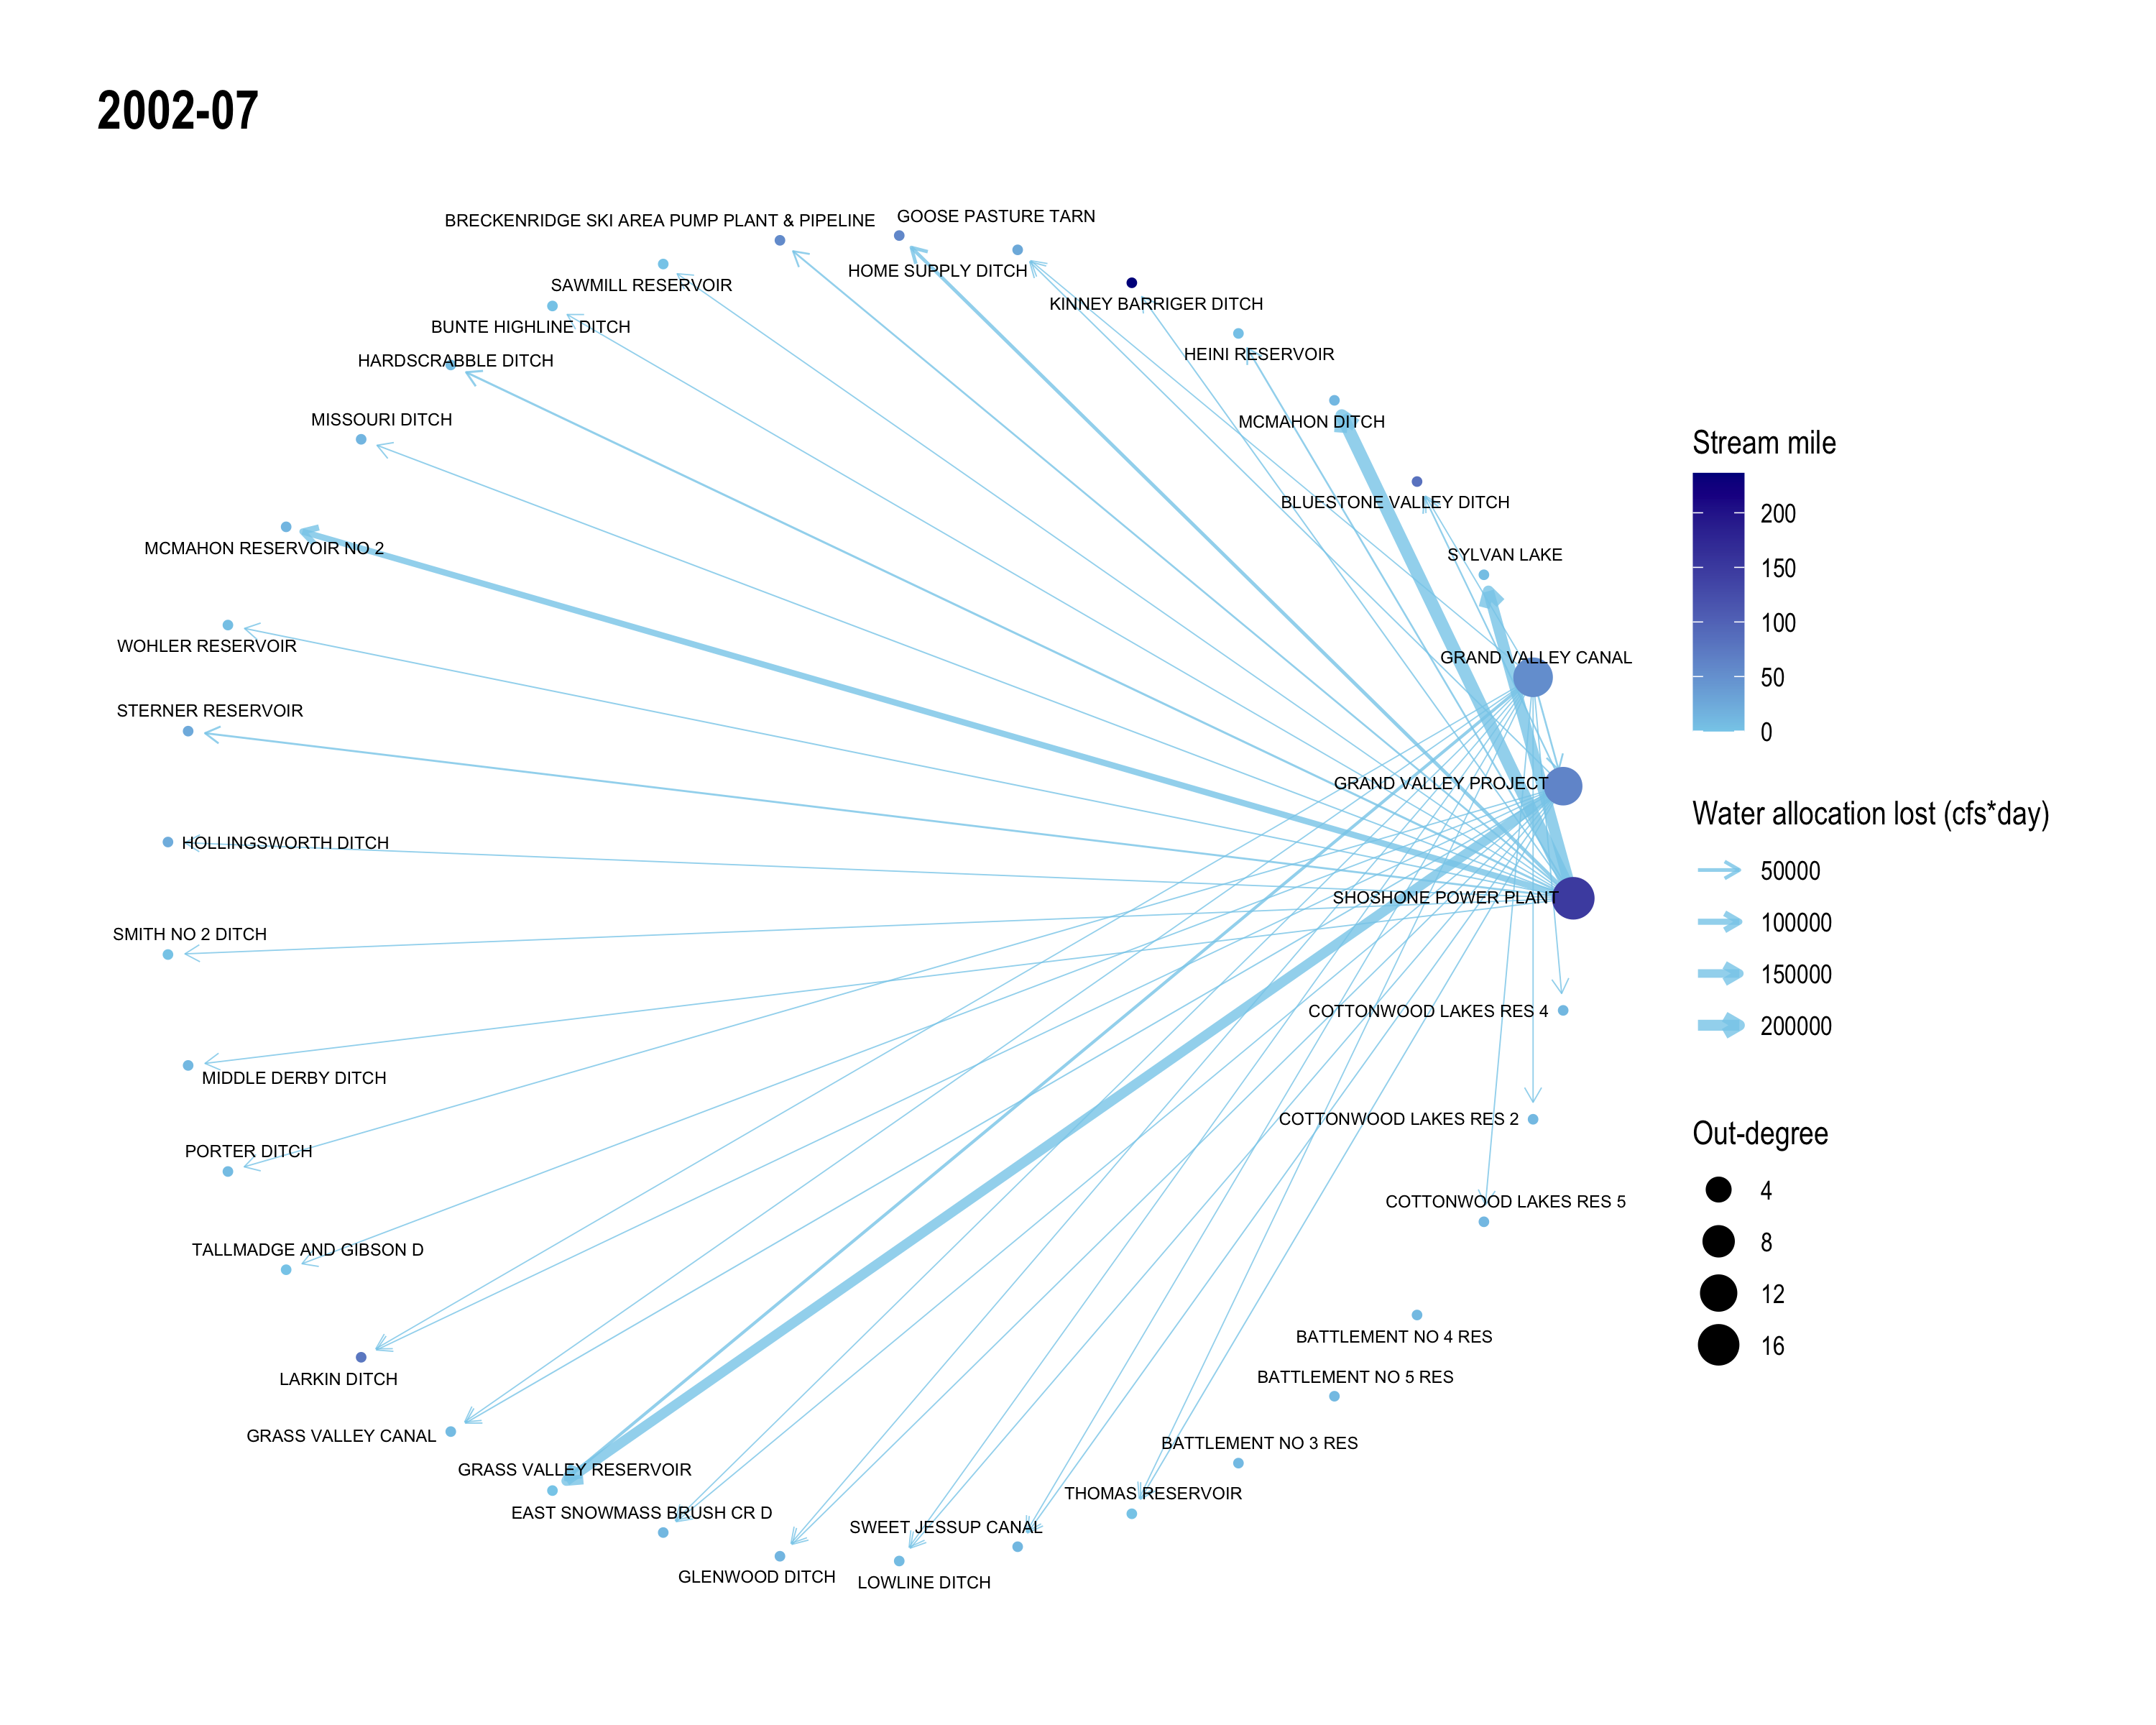 2002-07
GOOSE PASTURE TARN
BRECKENRIDGE SKI AREA PUMP PLANT & PIPELINE
HOME SUPPLY DITCH
SAWMILL RESERVOIR
KINNEY BARRIGER DITCH
BUNTE HIGHLINE DITCH
HEINI RESERVOIR
HARDSCRABBLE DITCH
MISSOURI DITCH
MCMAHON DITCH
BLUESTONE VALLEY DITCH
MCMAHON RESERVOIR NO 2
SYLVAN LAKE
WOHLER RESERVOIR
GRAND VALLEY CANAL
STERNER RESERVOIR
GRAND VALLEY PROJECT
HOLLINGSWORTH DITCH
SHOSHONE POWER PLANT
SMITH NO 2 DITCH
COTTONWOOD LAKES RES 4
MIDDLE DERBY DITCH
COTTONWOOD LAKES RES 2
PORTER DITCH
COTTONWOOD LAKES RES 5
TALLMADGE AND GIBSON D
BATTLEMENT NO 4 RES
LARKIN DITCH
BATTLEMENT NO 5 RES
GRASS VALLEY CANAL
BATTLEMENT NO 3 RES
GRASS VALLEY RESERVOIR
THOMAS RESERVOIR
EAST SNOWMASS BRUSH CR D
SWEET JESSUP CANAL
GLENWOOD DITCH
LOWLINE DITCH
Stream mile
200
150
100
50
0
Water allocation lost (cfs*day)
50000
100000
150000
200000
Out-degree
4
8
12
16